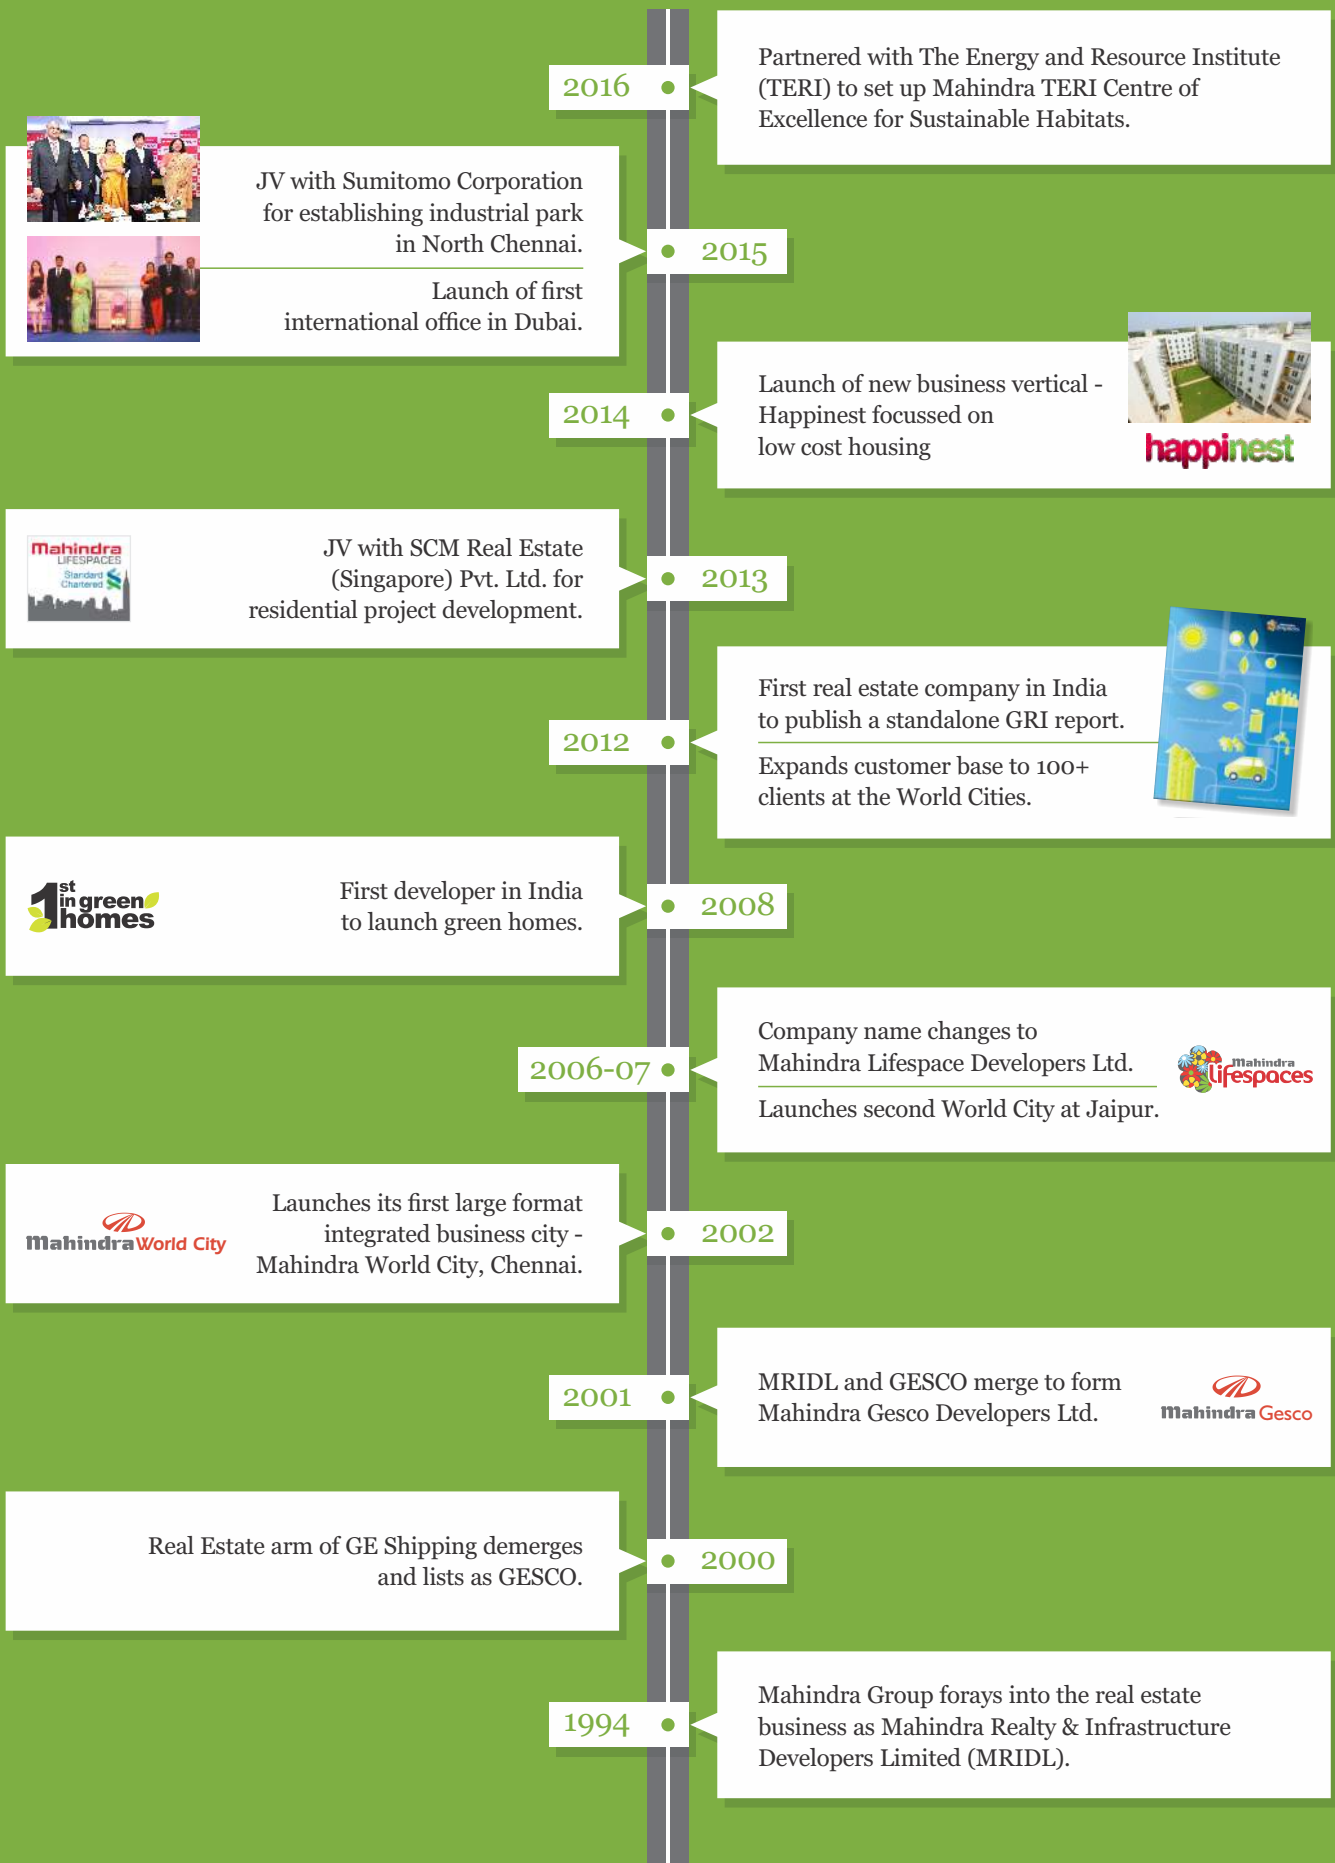 2016
Partnered with The Energy and Resource Institute
(TERI) to set up Mahindra TERI Centre of
Excellence for Sustainable Habitats.
JV with Sumitomo Corporation
for establishing industrial park
in North Chennai.
Launch of first
international office in Dubai.
2015
2014
Launch of new business vertical -
Happinest focussed on
low cost housing
happinest
Mahindra
LIFESPACES
Standard
Chartered
JV with SCM Real Estate
(Singapore) Pvt. Ltd. for
residential project development.
2013
2012
First real estate company in India
to publish a standalone GRI report.
Expands customer base to 100+
clients at the World Cities.
1st
in green
homes
First developer in India
to launch green homes.
2008
2006-07
Company name changes to
Mahindra Lifespace Developers Ltd.
Launches second World City at Jaipur.
Mahindra
Lifespaces
Mahindra World City
Launches its first large format
integrated business city -
Mahindra World City, Chennai.
2002
2001
MRIDL and GESCO merge to form
Mahindra Gesco Developers Ltd.
Mahindra Gesco
Real Estate arm of GE Shipping demerges
and lists as GESCO.
2000
1994
Mahindra Group forays into the real estate
business as Mahindra Realty & Infrastructure
Developers Limited (MRIDL).